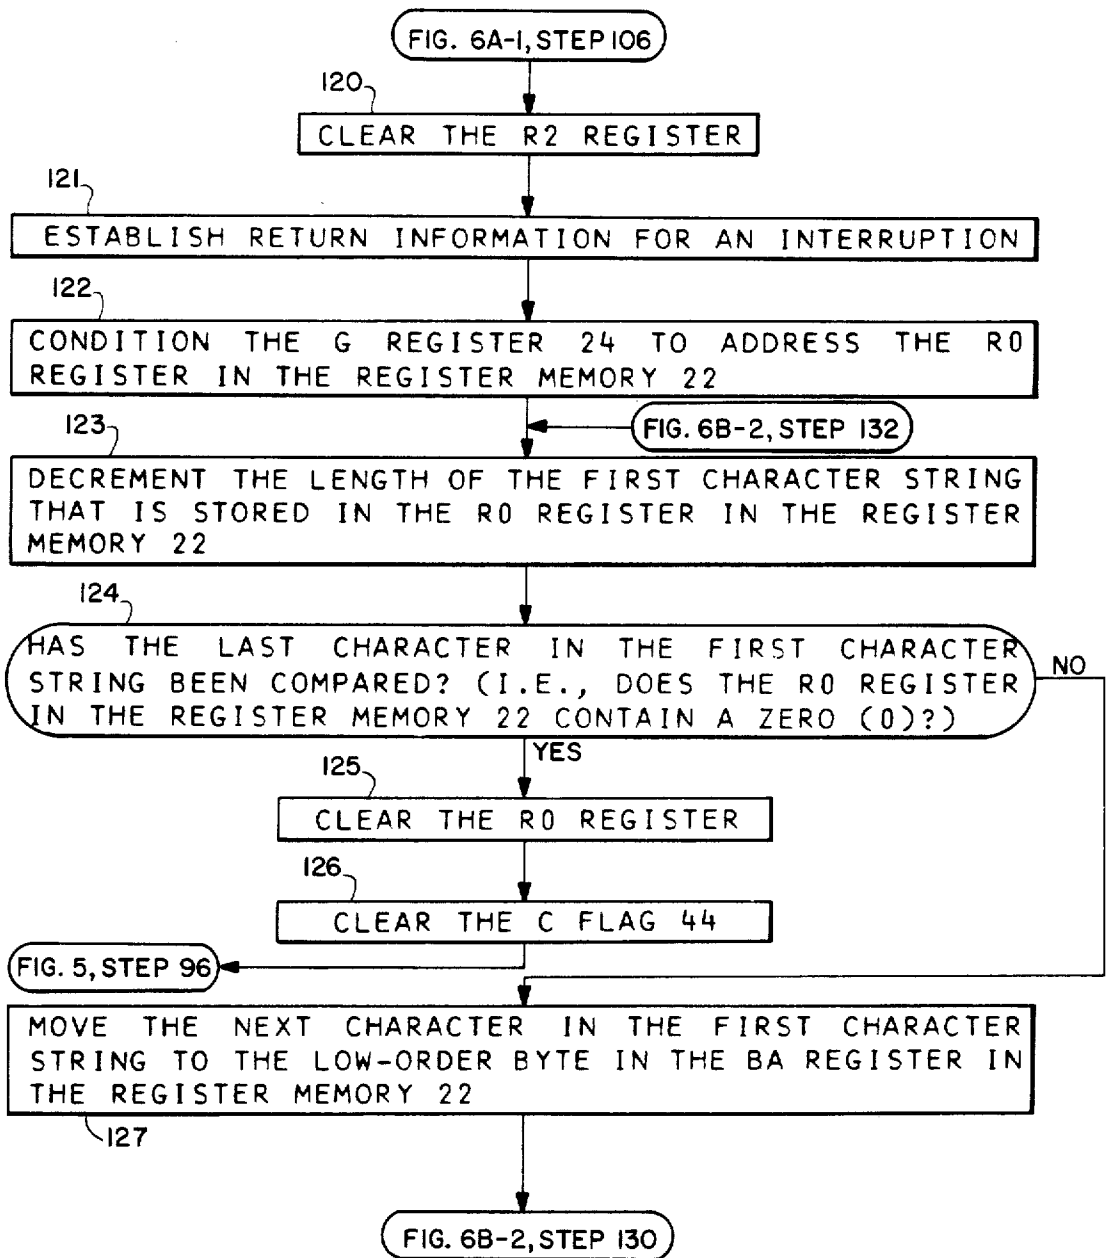 FIG. 6A-1, STEP 106
120
CLEAR THE R2 REGISTER
121
ESTABLISH RETURN INFORMATION FOR AN INTERRUPTION
122
CONDITION THE G REGISTER 24 TO ADDRESS THE R0
REGISTER IN THE REGISTER MEMORY 22
FIG. 6B-2, STEP 132
123
DECREMENT THE LENGTH OF THE FIRST CHARACTER STRING
THAT IS STORED IN THE R0 REGISTER IN THE REGISTER
MEMORY 22
124
HAS THE LAST CHARACTER IN THE FIRST CHARACTER
STRING BEEN COMPARED? (I.E., DOES THE R0 REGISTER
IN THE REGISTER MEMORY 22 CONTAIN A ZERO (0)?)
NO
YES
125
CLEAR THE R0 REGISTER
126
CLEAR THE C FLAG 44
FIG. 5, STEP 96
MOVE THE NEXT CHARACTER IN THE FIRST CHARACTER
STRING TO THE LOW-ORDER BYTE IN THE BA REGISTER IN
THE REGISTER MEMORY 22
127
FIG. 6B-2, STEP 130